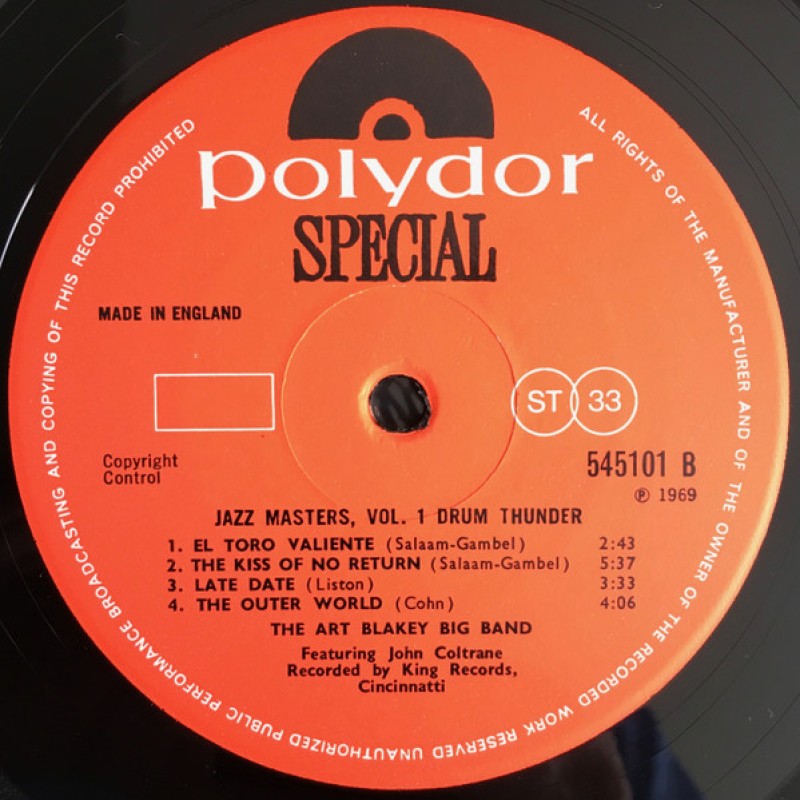 polydor
SPECIAL
MADE IN ENGLAND
ST 33
Copyright
Control
545101 B
℗ 1969
JAZZ MASTERS, VOL. 1 DRUM THUNDER
1. EL TORO VALIENTE (Salaam-Gambel) 2:43
2. THE KISS OF NO RETURN (Salaam-Gambel) 5:37
3. LATE DATE (Liston) 3:33
4. THE OUTER WORLD (Cohn) 4:06
THE ART BLAKEY BIG BAND
Featuring John Coltrane
Recorded by King Records,
Cincinnatti
ALL RIGHTS OF THE MANUFACTURER AND OF THE OWNER OF THE RECORDED WORK RESERVED UNAUTHORIZED PUBLIC PERFORMANCE BROADCASTING AND COPYING OF THIS RECORD PROHIBITED